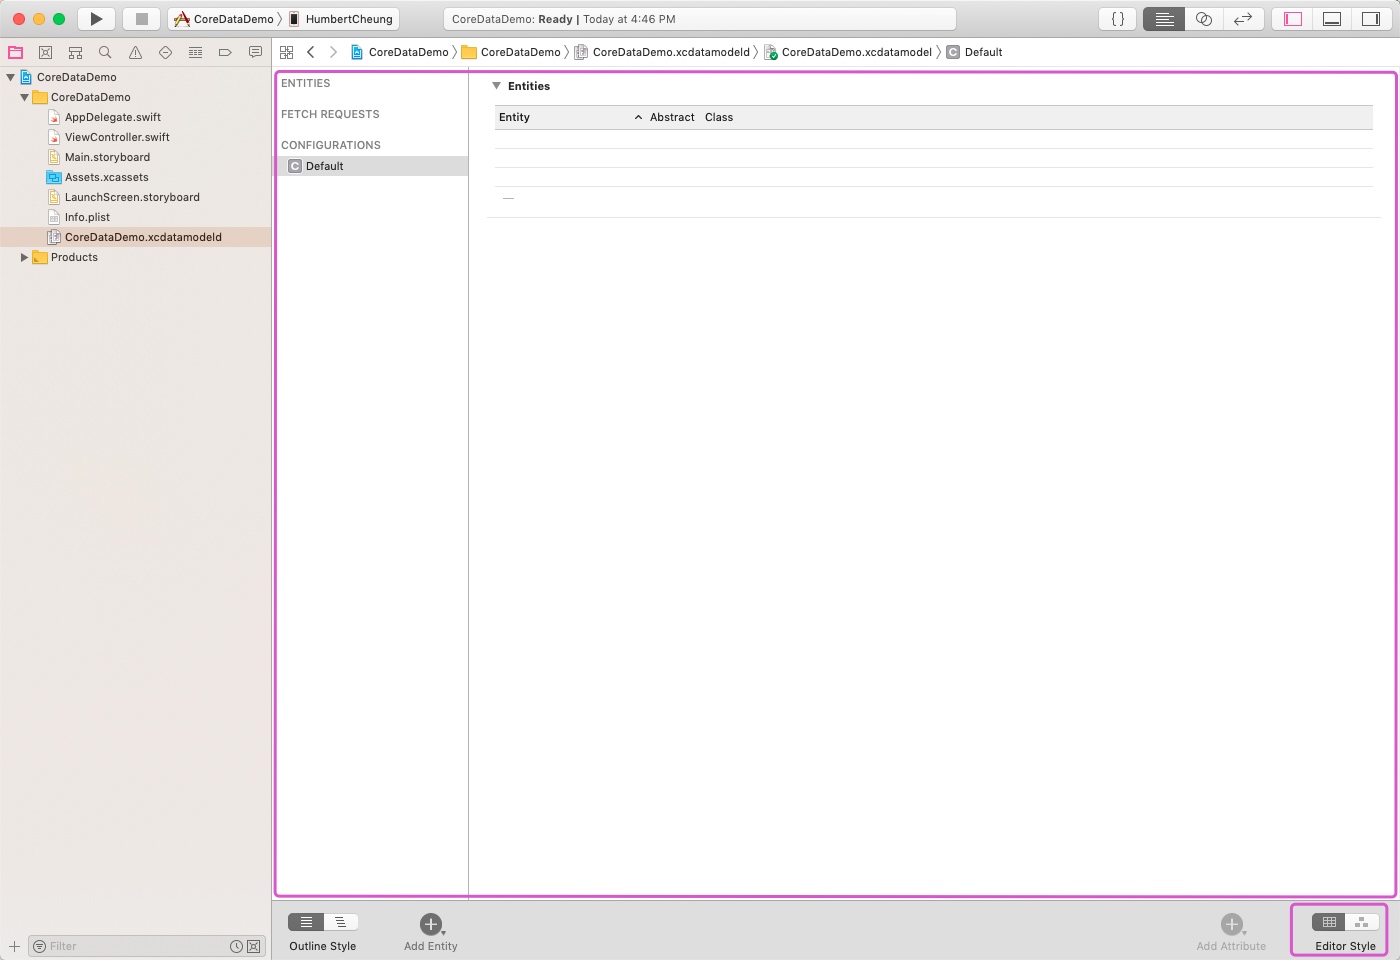 CoreDataDemo HumbertCheung
CoreDataDemo: Ready | Today at 4:46 PM
{ }
CoreDataDemo
CoreDataDemo
AppDelegate.swift
ViewController.swift
Main.storyboard
Assets.xcassets
LaunchScreen.storyboard
Info.plist
CoreDataDemo.xcdatamodeld
Products
Filter
CoreDataDemo CoreDataDemo CoreDataDemo.xcdatamodeld CoreDataDemo.xcdatamodel C Default
ENTITIES
FETCH REQUESTS
CONFIGURATIONS
C Default
Entities
Entity Abstract Class
Outline Style
Add Entity
Add Attribute
Editor Style